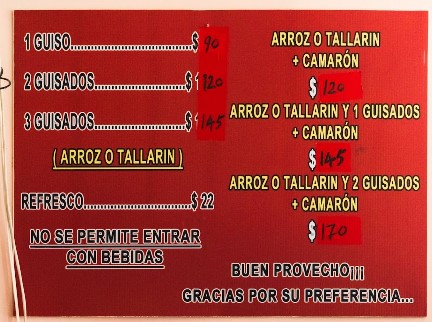 1 GUISO..............................$ 90
2 GUISADOS......................$ 120
3 GUISADOS......................$ 145
( ARROZ O TALLARIN )
REFRESCO.........................$ 22
NO SE PERMITE ENTRAR
CON BEBIDAS
ARROZ O TALLARIN
+ CAMARÓN
$ 120
ARROZ O TALLARIN Y 1 GUISADOS
+ CAMARÓN
$ 145
ARROZ O TALLARIN Y 2 GUISADOS
+ CAMARÓN
$ 170
BUEN PROVECHO¡¡¡
GRACIAS POR SU PREFERENCIA...